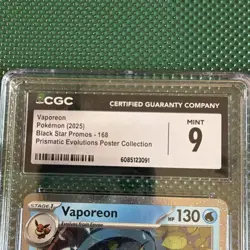 CGC
CERTIFIED GUARANTY COMPANY
Vaporeon
Pokémon (2025)
Black Star Promos - 168
Prismatic Evolutions Poster Collection
MINT
9
6085123091
STAGE 1
Vaporeon
HP 130